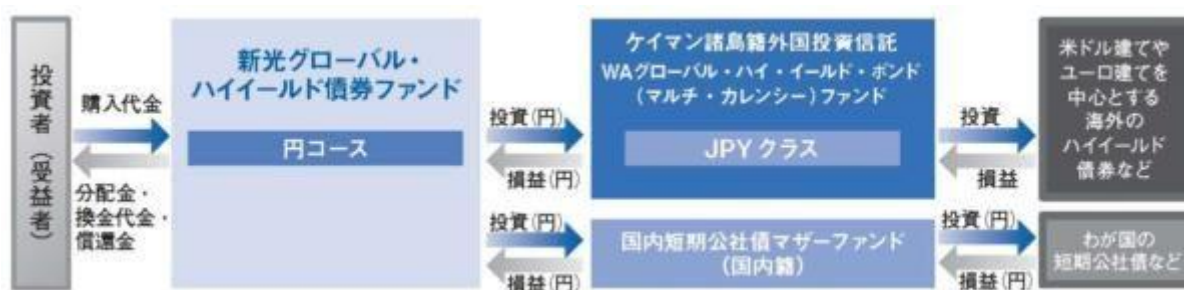 投資者（受益者）
購入代金
分配金・
換金代金・
償還金
新光グローバル・
ハイイールド債券ファンド
円コース
投資（円）
損益（円）
投資（円）
損益（円）
ケイマン諸島籍外国投資信託
WAグローバル・ハイ・イールド・ボンド
（マルチ・カレンシー）ファンド
JPYクラス
国内短期公社債マザーファンド
（国内籍）
投資
損益
投資（円）
損益（円）
米ドル建てや
ユーロ建てを
中心とする
海外の
ハイイールド
債券など
わが国の
短期公社債など